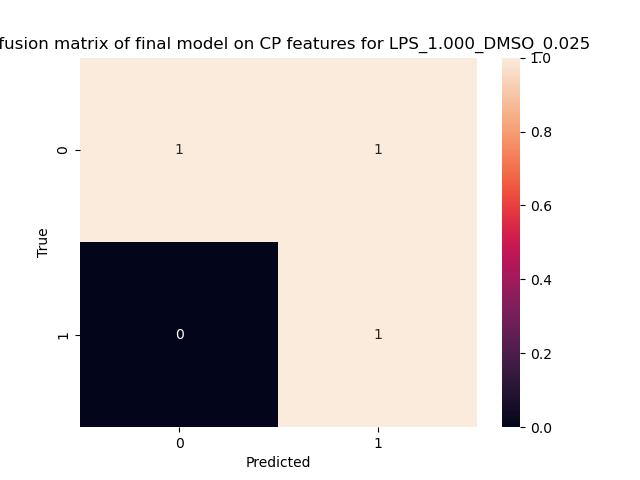 fusion matrix of final model on CP features for LPS_1.000_DMSO_0.025
1.0
0 1 1 0.8
0.6
True
0.4
1 0 1
0.2
0.0
0 1
Predicted